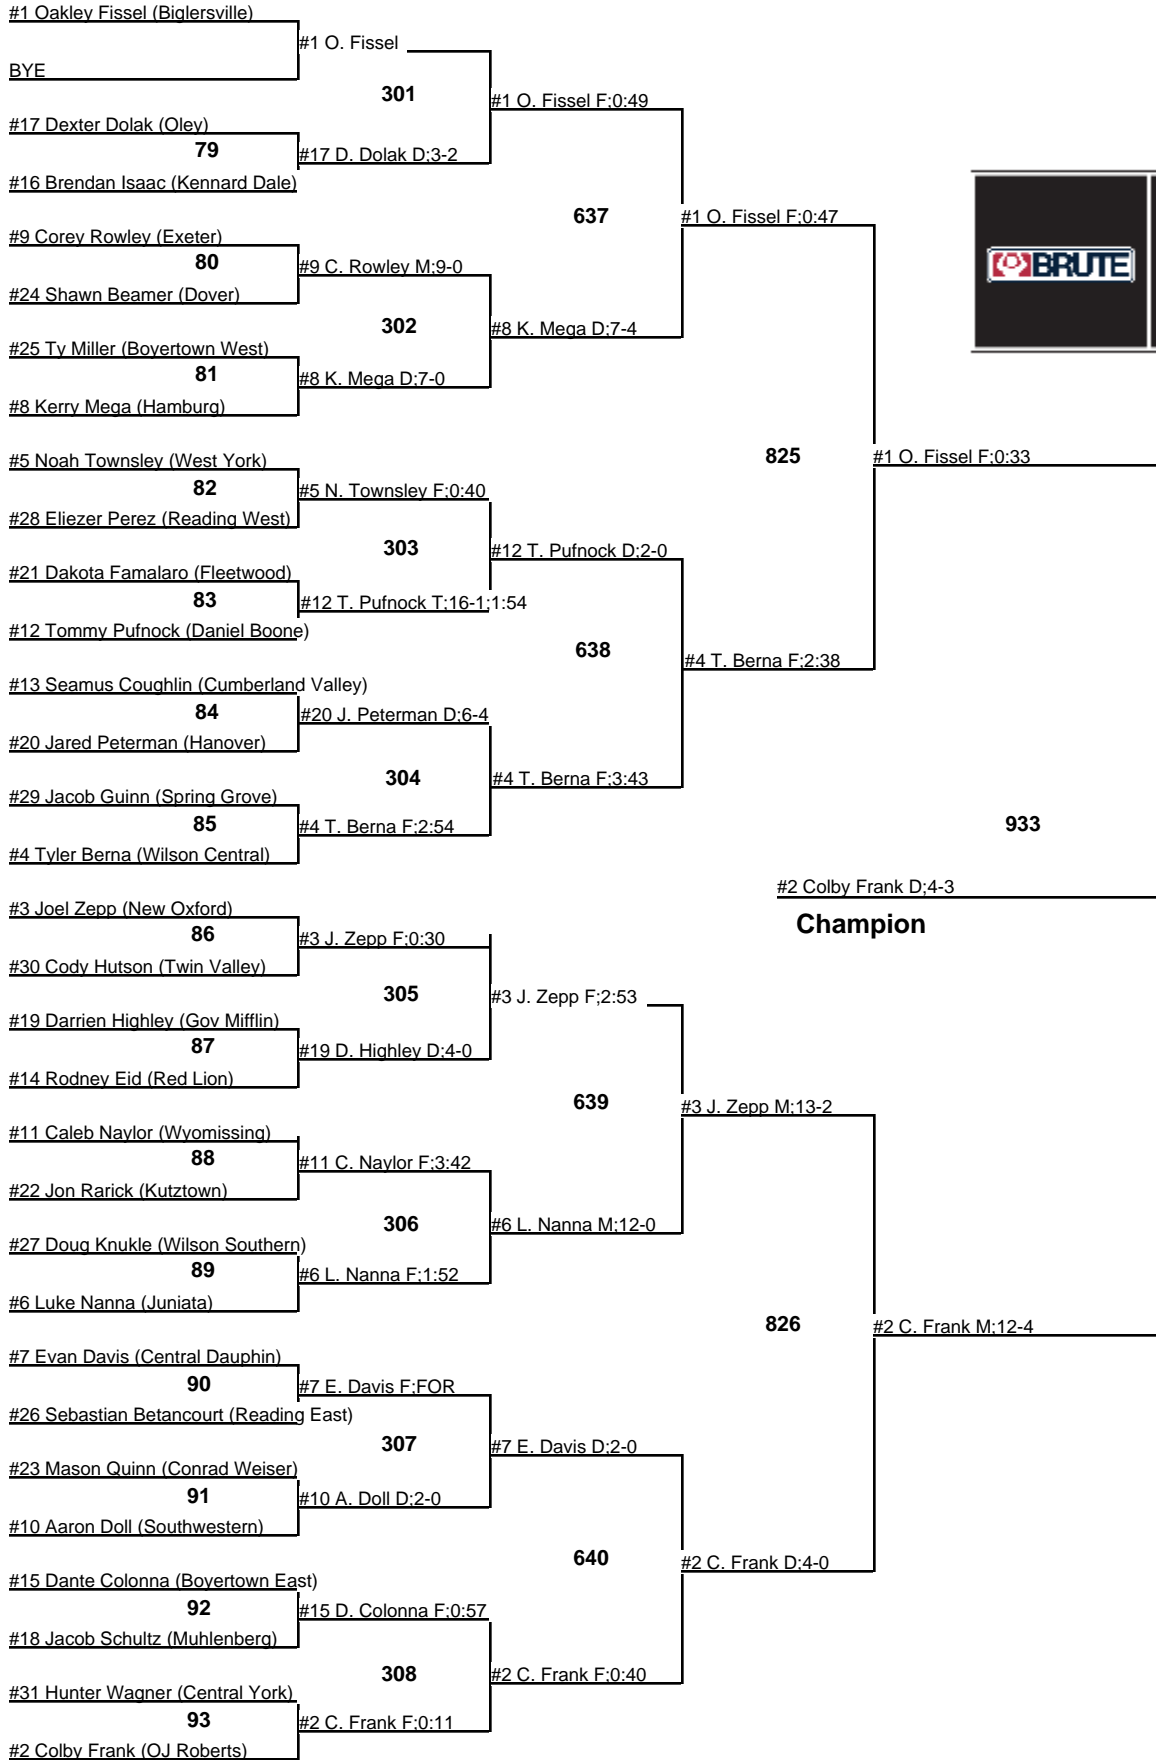 #1 Oakley Fissel (Biglersville)
#1 O. Fissel
BYE
301
#1 O. Fissel F;0:49
#17 Dexter Dolak (Oley)
79
#17 D. Dolak D;3-2
#16 Brendan Isaac (Kennard Dale)
637
#1 O. Fissel F;0:47
#9 Corey Rowley (Exeter)
80
#9 C. Rowley M;9-0
#24 Shawn Beamer (Dover)
302
#8 K. Mega D;7-4
#25 Ty Miller (Boyertown West)
81
#8 K. Mega D;7-0
#8 Kerry Mega (Hamburg)
BRUTE
825
#1 O. Fissel F;0:33
#5 Noah Townsley (West York)
82
#5 N. Townsley F;0:40
#28 Eliezer Perez (Reading West)
303
#12 T. Pufnock D;2-0
#21 Dakota Famalaro (Fleetwood)
83
#12 T. Pufnock T;16-1;1:54
#12 Tommy Pufnock (Daniel Boone)
638
#4 T. Berna F;2:38
#13 Seamus Coughlin (Cumberland Valley)
84
#20 J. Peterman D;6-4
#20 Jared Peterman (Hanover)
304
#4 T. Berna F;3:43
#29 Jacob Guinn (Spring Grove)
85
#4 T. Berna F;2:54
#4 Tyler Berna (Wilson Central)
933
#2 Colby Frank D;4-3
Champion
#3 Joel Zepp (New Oxford)
86
#3 J. Zepp F;0:30
#30 Cody Hutson (Twin Valley)
305
#3 J. Zepp F;2:53
#19 Darrien Highley (Gov Mifflin)
87
#19 D. Highley D;4-0
#14 Rodney Eid (Red Lion)
639
#3 J. Zepp M;13-2
#11 Caleb Naylor (Wyomissing)
88
#11 C. Naylor F;3:42
#22 Jon Rarick (Kutztown)
306
#6 L. Nanna M;12-0
#27 Doug Knukle (Wilson Southern)
89
#6 L. Nanna F;1:52
#6 Luke Nanna (Juniata)
826
#2 C. Frank M;12-4
#7 Evan Davis (Central Dauphin)
90
#7 E. Davis F;FOR
#26 Sebastian Betancourt (Reading East)
307
#7 E. Davis D;2-0
#23 Mason Quinn (Conrad Weiser)
91
#10 A. Doll D;2-0
#10 Aaron Doll (Southwestern)
640
#2 C. Frank D;4-0
#15 Dante Colonna (Boyertown East)
92
#15 D. Colonna F;0:57
#18 Jacob Schultz (Muhlenberg)
308
#2 C. Frank F;0:40
#31 Hunter Wagner (Central York)
93
#2 C. Frank F;0:11
#2 Colby Frank (OJ Roberts)